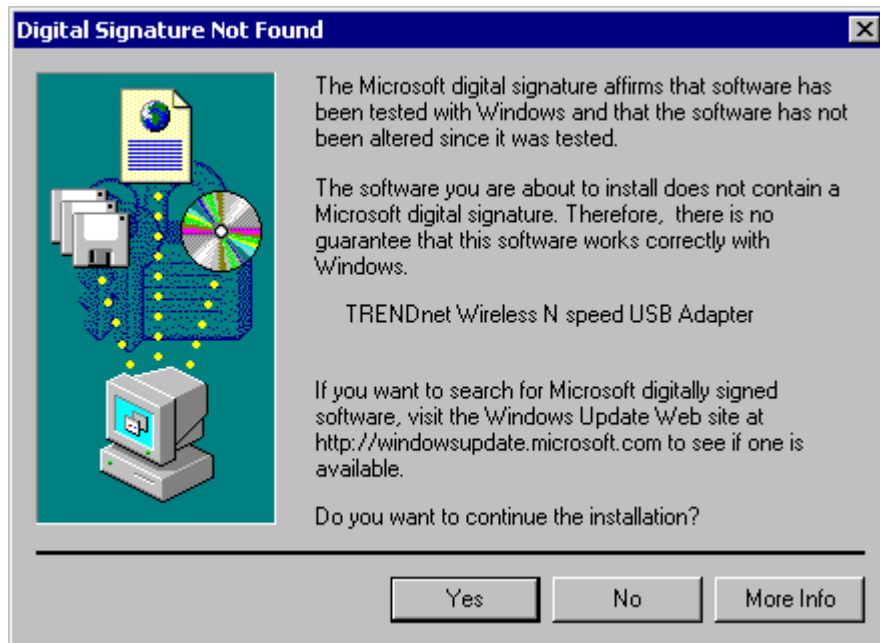 Digital Signature Not Found
The Microsoft digital signature affirms that software has
been tested with Windows and that the software has not
been altered since it was tested.
The software you are about to install does not contain a
Microsoft digital signature. Therefore,  there is no
guarantee that this software works correctly with
Windows.
TRENDnet Wireless N speed USB Adapter
If you want to search for Microsoft digitally signed
software, visit the Windows Update Web site at
http://windowsupdate.microsoft.com to see if one is
available.
Do you want to continue the installation?
Yes
No
More Info